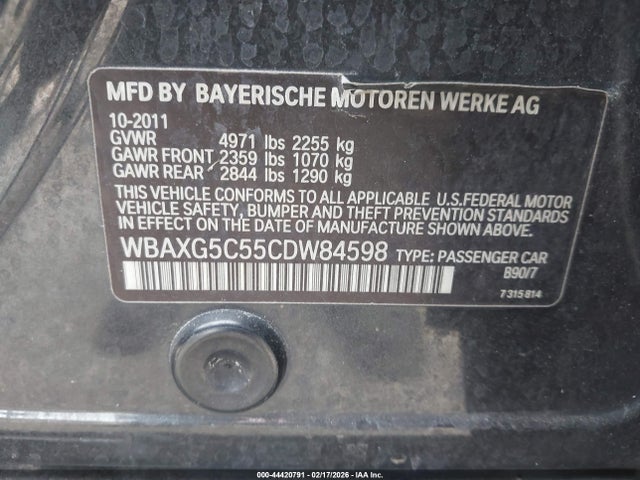 MFD BY BAYERISCHE MOTOREN WERKE AG
10-2011
GVWR 4971 lbs 2255 kg
GAWR FRONT 2359 lbs 1070 kg
GAWR REAR 2844 lbs 1290 kg
THIS VEHICLE CONFORMS TO ALL APPLICABLE U.S.FEDERAL MOTOR
VEHICLE SAFETY, BUMPER AND THEFT PREVENTION STANDARDS
IN EFFECT ON THE DATE OF MANUFACTURE SHOWN ABOVE.
WBAXG5C55CDW84598 TYPE: PASSENGER CAR
B90/7
7 315 814
000-44420791 - 02/17/2026 - IAA Inc.